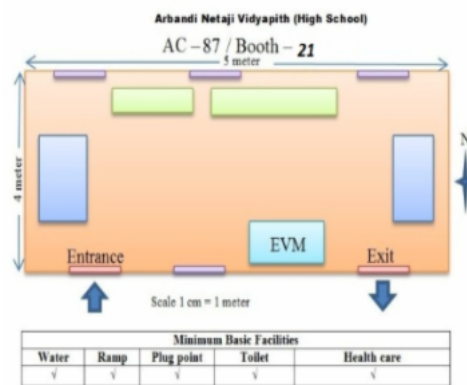 Arbandi Netaji Vidyapith (High School)
AC – 87 / Booth – 21
5 meter
4 meter
N
Entrance
EVM
Exit
Scale 1 cm = 1 meter
Minimum Basic Facilities
Water Ramp Plug point Toilet Health care
√ √ √ √ √